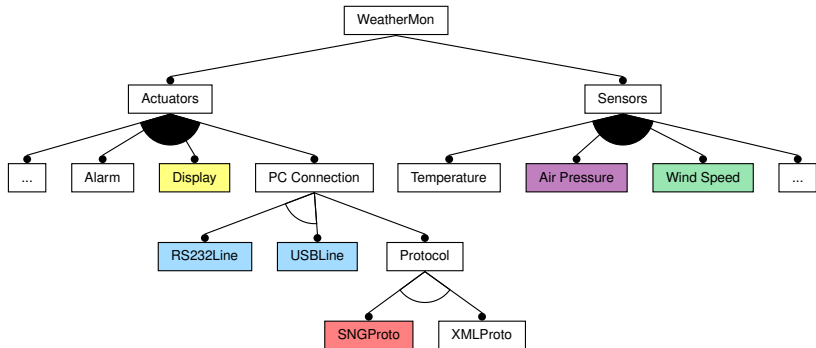 WeatherMon
Actuators
Sensors
...
Alarm
Display
PC Connection
Temperature
Air Pressure
Wind Speed
...
RS232Line
USBLine
Protocol
SNGProto
XMLProto